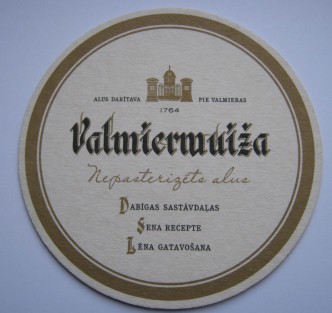 ALUS DARĪTAVA PIE VALMIERAS
1764
Valmiermuiža
Nepasterizēts alus
DABĪGAS SASTĀVDAĻAS
SENA RECEPTE
LĒNA GATAVOŠANA